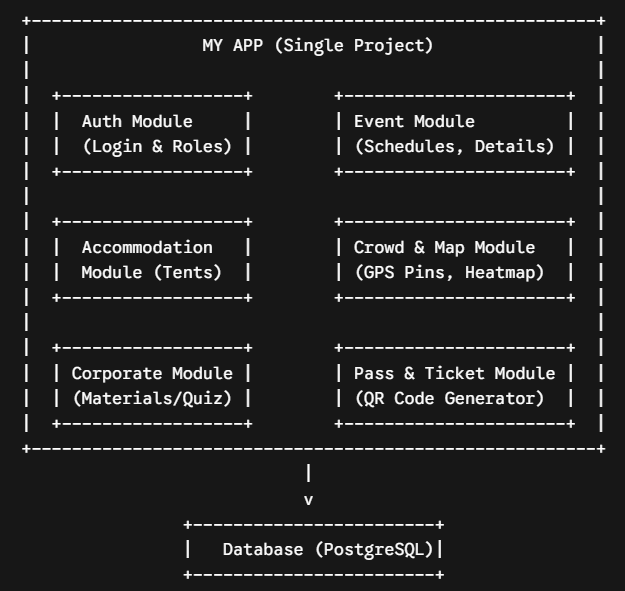 MY APP (Single Project)
Auth Module
(Login & Roles)
Event Module
(Schedules, Details)
Accommodation
Module (Tents)
Crowd & Map Module
(GPS Pins, Heatmap)
Corporate Module
(Materials/Quiz)
Pass & Ticket Module
(QR Code Generator)
v
Database (PostgreSQL)